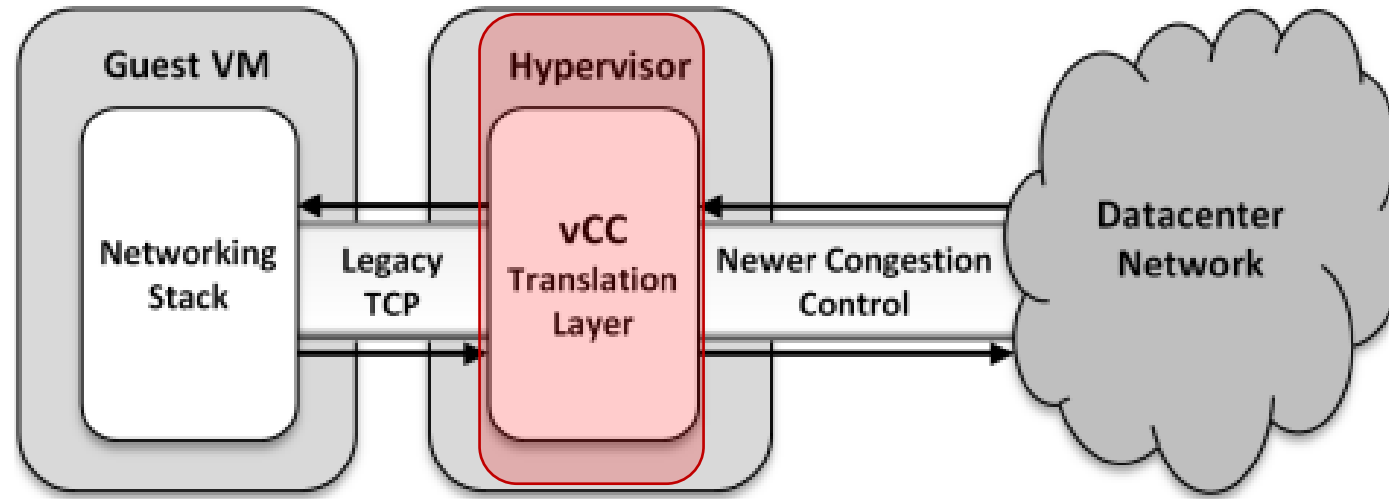 Guest VM
Networking
Stack
Legacy
TCP
Hypervisor
vCC
Translation
Layer
Newer Congestion
Control
Datacenter
Network